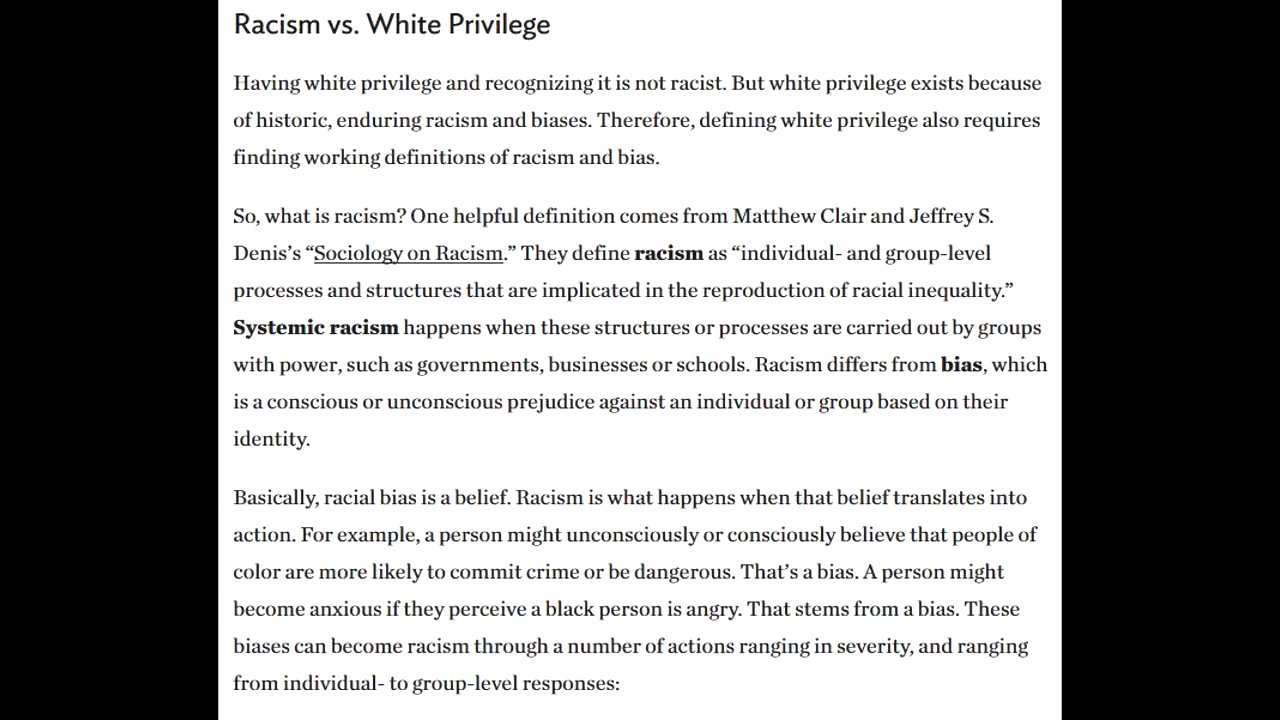 Racism vs. White Privilege
Having white privilege and recognizing it is not racist. But white privilege exists because
of historic, enduring racism and biases. Therefore, defining white privilege also requires
finding working definitions of racism and bias.
So, what is racism? One helpful definition comes from Matthew Clair and Jeffrey S.
Denis’s “Sociology on Racism.” They define racism as “individual- and group-level
processes and structures that are implicated in the reproduction of racial inequality.”
Systemic racism happens when these structures or processes are carried out by groups
with power, such as governments, businesses or schools. Racism differs from bias, which
is a conscious or unconscious prejudice against an individual or group based on their
identity.
Basically, racial bias is a belief. Racism is what happens when that belief translates into
action. For example, a person might unconsciously or consciously believe that people of
color are more likely to commit crime or be dangerous. That’s a bias. A person might
become anxious if they perceive a black person is angry. That stems from a bias. These
biases can become racism through a number of actions ranging in severity, and ranging
from individual- to group-level responses: